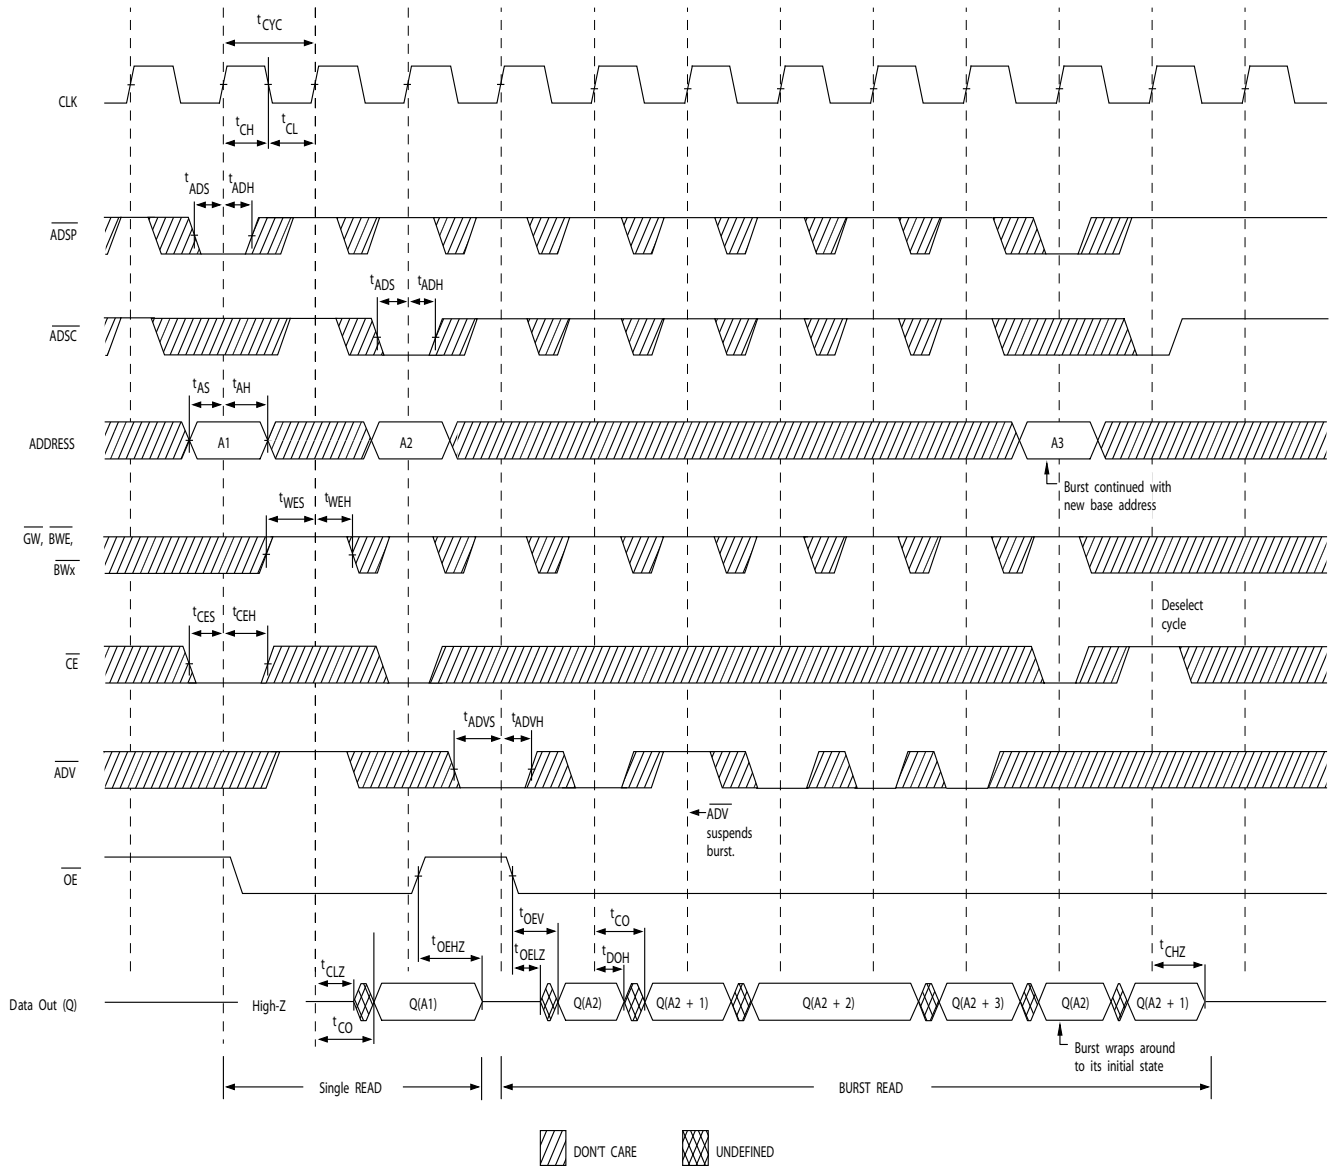 tCYC
CLK
tCH
tCL
tADS
tADH
ADSP
tADS
tADH
ADSC
tAS
tAH
ADDRESS
A1
A2
A3
Burst continued with
new base address
tWES
tWEH
GW, BWE,
BWx
Deselect
cycle
tCES
tCEH
CE
tADVS
tADVH
ADV
ADV
suspends
burst.
OE
tOEHZ
tOEV
tCO
tCLZ
tOELZ
tDOH
tCHZ
Data Out (Q)
High-Z
Q(A1)
Q(A2)
Q(A2 + 1)
Q(A2 + 2)
Q(A2 + 3)
Q(A2)
Q(A2 + 1)
tCO
Burst wraps around
to its initial state
Single READ
BURST READ
DON'T CARE
UNDEFINED